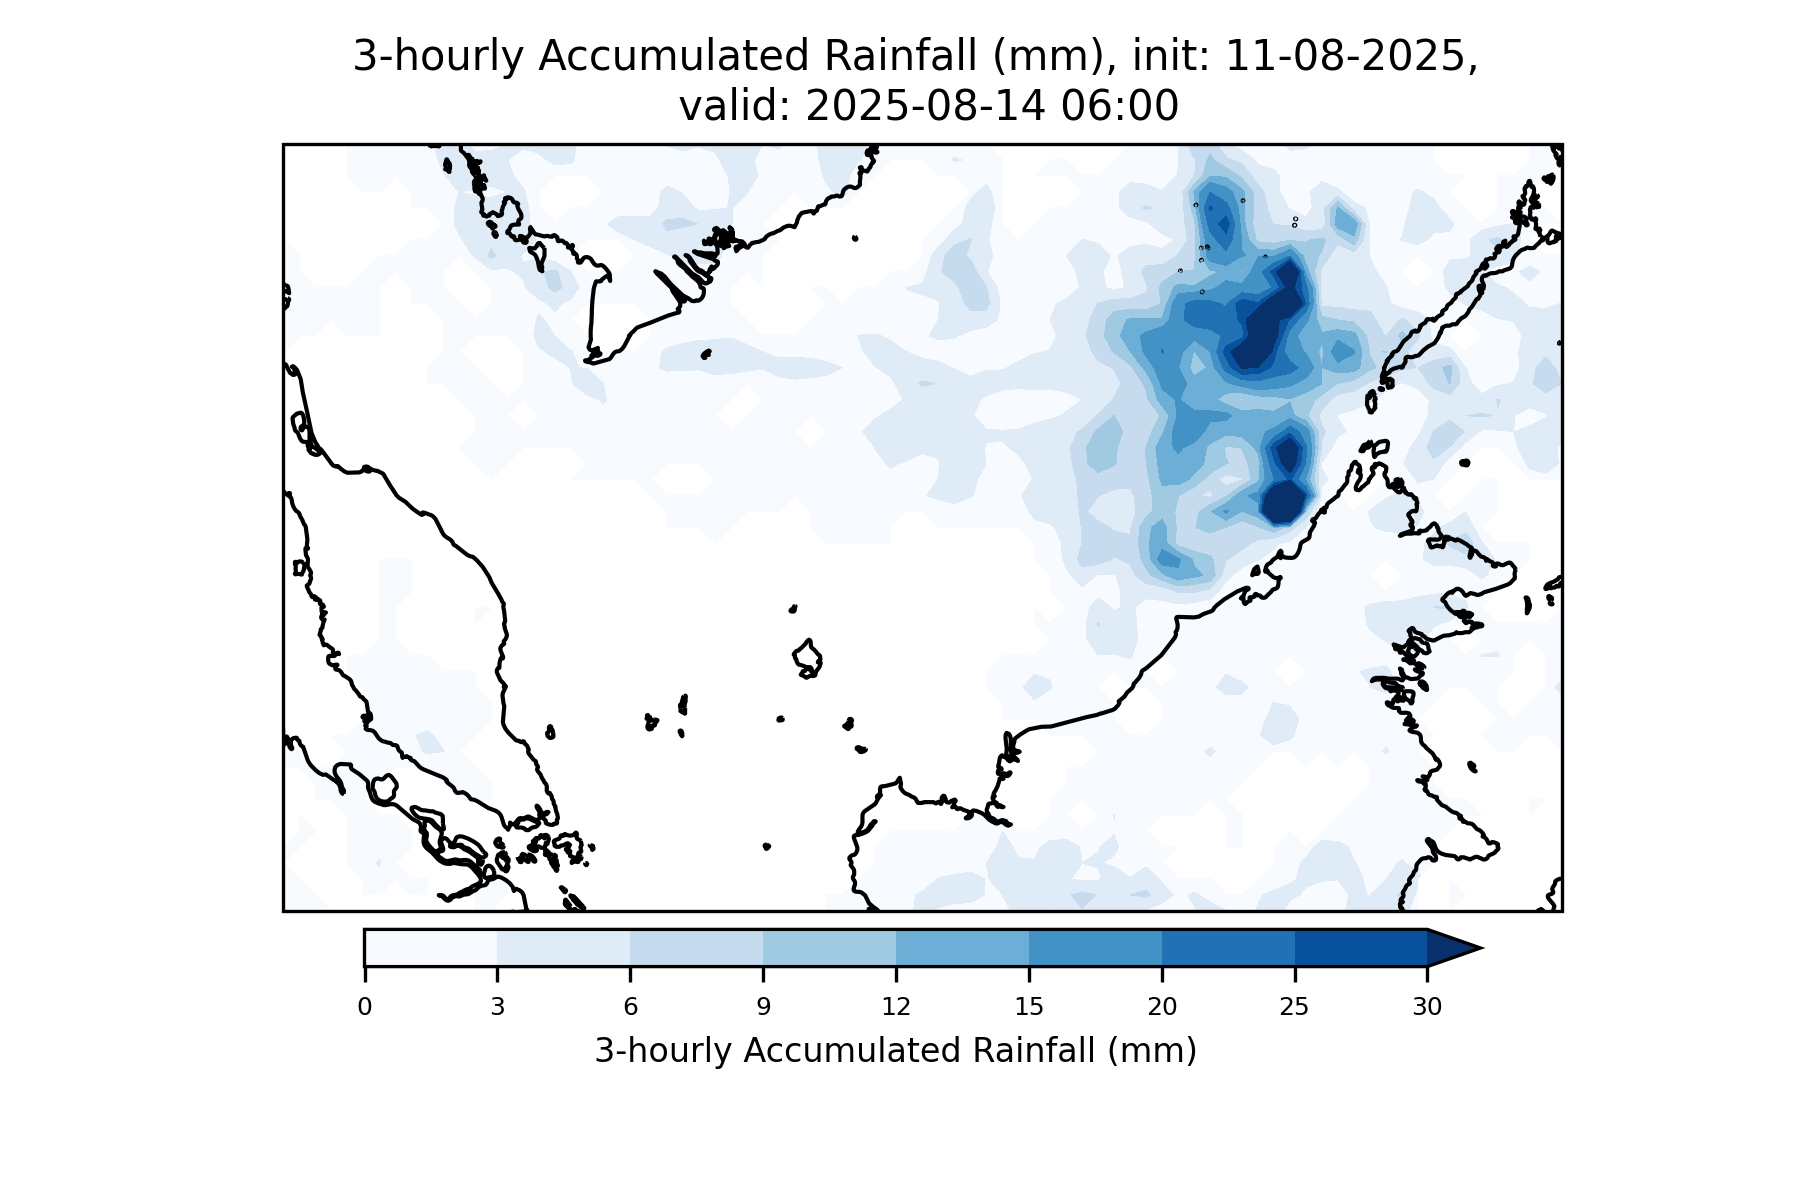 3-hourly Accumulated Rainfall (mm), init: 11-08-2025,
valid: 2025-08-14 06:00
0 3 6 9 12 15 20 25 30
3-hourly Accumulated Rainfall (mm)